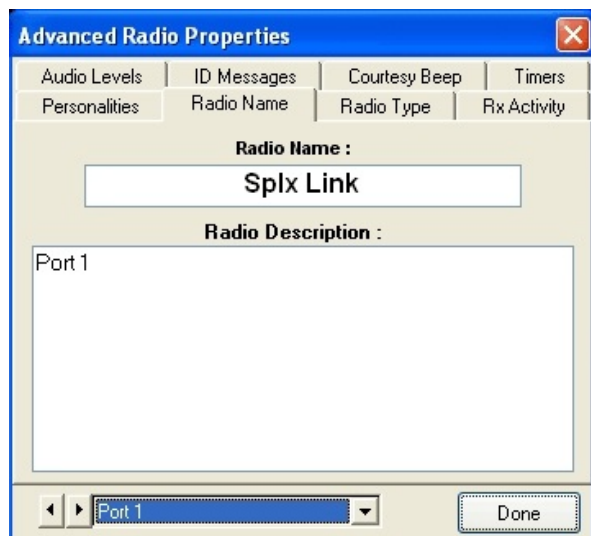 Advanced Radio Properties
Audio Levels ID Messages Courtesy Beep Timers
Personalities Radio Name Radio Type Rx Activity
Radio Name :
Splx Link
Radio Description :
Port 1
Port 1 Done